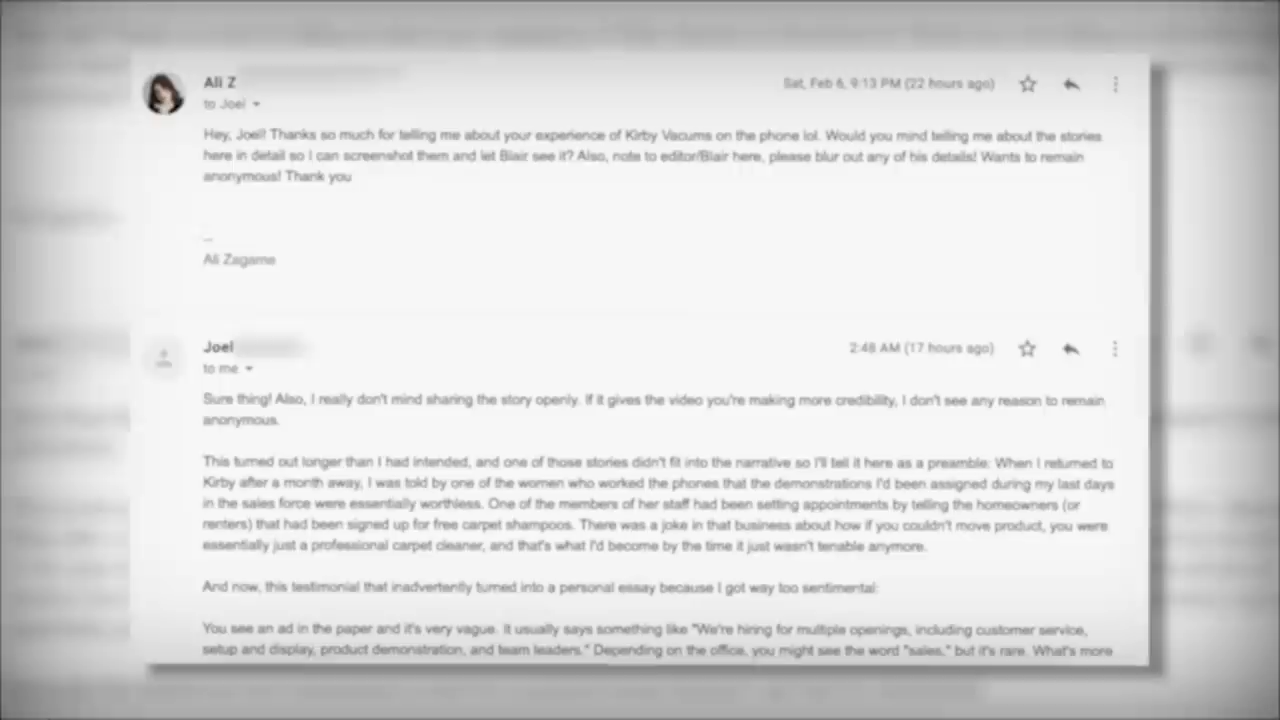 Ali Z
Sat, Feb 6, 9:13 PM (22 hours ago)
to Joel
Hey, Joel! Thanks so much for telling me about your experience of Kirby Vacums on the phone lol. Would you mind telling me about the stories
here in detail so I can screenshot them and let Blair see it? Also, note to editor/Blair here, please blur out any of his details! Wants to remain
anonymous! Thank you
--
Ali Zagame
Joel
2:48 AM (17 hours ago)
to me
Sure thing! Also, I really don't mind sharing the story openly. If it gives the video you're making more credibility, I don't see any reason to remain
anonymous.
This turned out longer than I had intended, and one of those stories didn't fit into the narrative so I'll tell it here as a preamble: When I returned to
Kirby after a month away, I was told by one of the women who worked the phones that the demonstrations I'd been assigned during my last days
in the sales force were essentially worthless. One of the members of her staff had been setting appointments by telling the homeowners (or
renters) that had been signed up for free carpet shampoos. There was a joke in that business about how if you couldn't move product, you were
essentially just a professional carpet cleaner, and that's what I'd become by the time it just wasn't tenable anymore.
And now, this testimonial that inadvertently turned into a personal essay because I got way too sentimental:
You see an ad in the paper and it's very vague. It usually says something like "We're hiring for multiple openings, including customer service,
setup and display, product demonstration, and team leaders." Depending on the office, you might see the word "sales," but it's rare. What's more